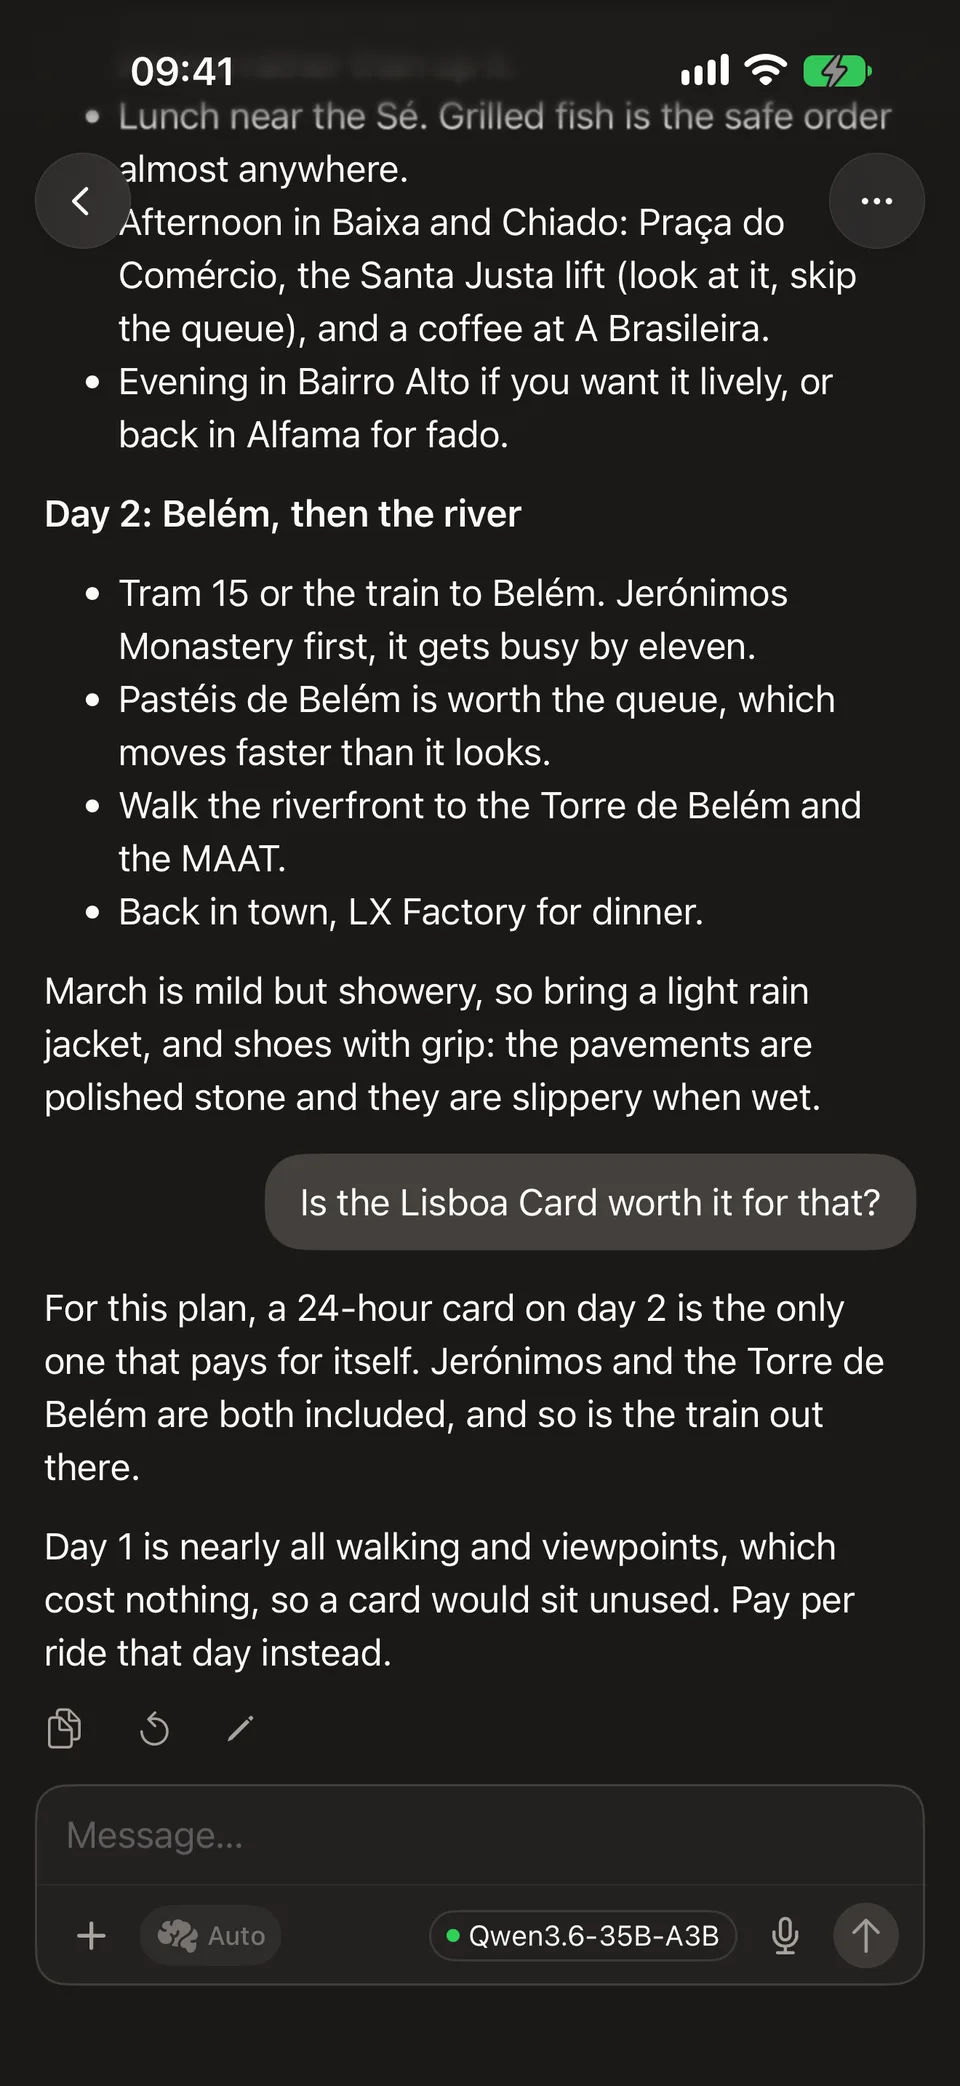 09:41
Lunch near the Sé. Grilled fish is the safe order
almost anywhere.
Afternoon in Baixa and Chiado: Praça do
Comércio, the Santa Justa lift (look at it, skip
the queue), and a coffee at A Brasileira.
Evening in Bairro Alto if you want it lively, or
back in Alfama for fado.
Day 2: Belém, then the river
Tram 15 or the train to Belém. Jerónimos
Monastery first, it gets busy by eleven.
Pastéis de Belém is worth the queue, which
moves faster than it looks.
Walk the riverfront to the Torre de Belém and
the MAAT.
Back in town, LX Factory for dinner.
March is mild but showery, so bring a light rain
jacket, and shoes with grip: the pavements are
polished stone and they are slippery when wet.
Is the Lisboa Card worth it for that?
For this plan, a 24-hour card on day 2 is the only
one that pays for itself. Jerónimos and the Torre de
Belém are both included, and so is the train out
there.
Day 1 is nearly all walking and viewpoints, which
cost nothing, so a card would sit unused. Pay per
ride that day instead.
Message...
Auto
Qwen3.6-35B-A3B